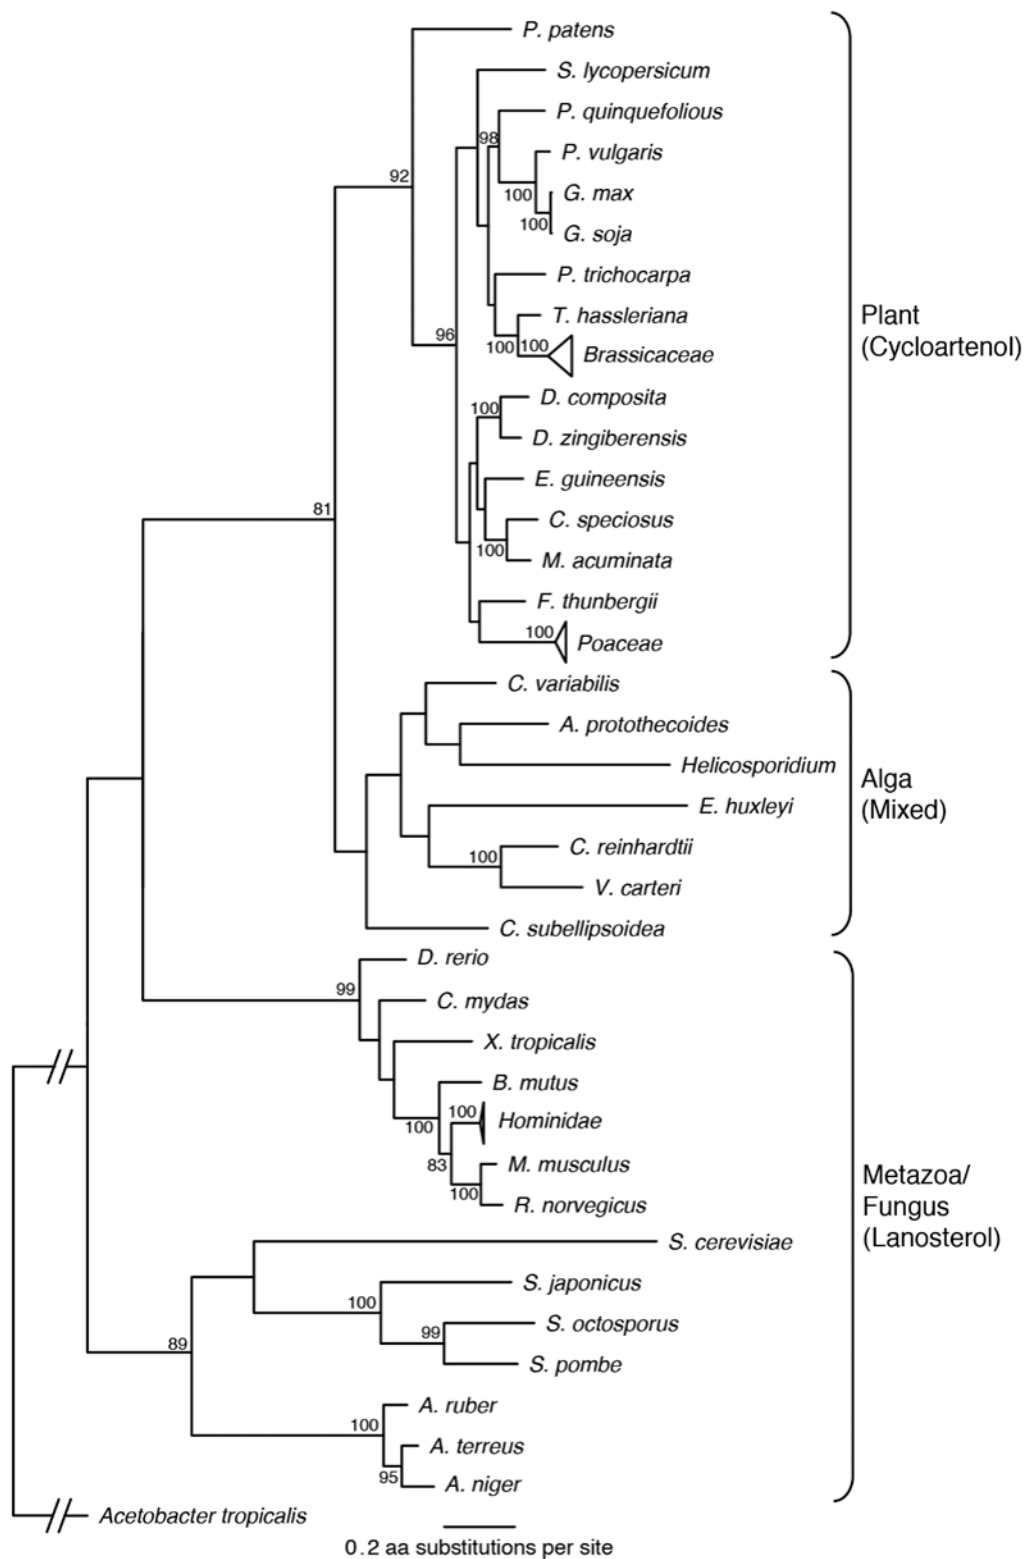 P. patens
S. lycopersicum
98
P. quinquefolious
P. vulgaris
92
100
G. max
100
G. soja
P. trichocarpa
T. hassleriana
96
100
100
Brassicaceae
Plant
(Cycloartenol)
D. composita
100
D. zingiberensis
E. guineensis
81
C. speciosus
100
M. acuminata
F. thunbergii
100
Poaceae
C. variabilis
A. protothecoides
Helicosporidium
Alga
(Mixed)
E. huxleyi
C. reinhardtii
100
V. carteri
C. subellipsoidea
D. rerio
99
C. mydas
X. tropicalis
B. mutus
100
100
Hominidae
83
M. musculus
100
R. norvegicus
Metazoa/
Fungus
(Lanosterol)
S. cerevisiae
S. japonicus
100
S. octosporus
99
S. pombe
89
A. ruber
100
A. terreus
95
A. niger
Acetobacter tropicalis
0.2 aa substitutions per site